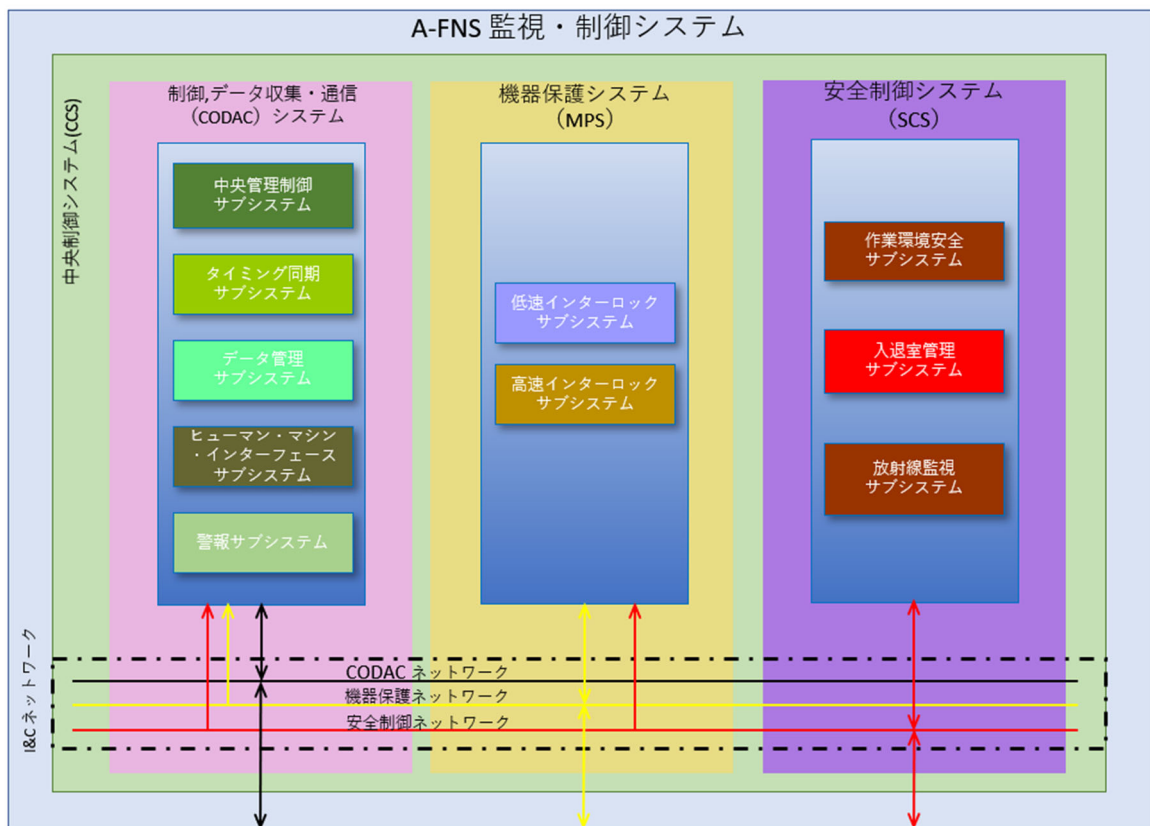 A-FNS 監視・制御システム
中央制御システム(CCS)
制御,データ収集・通信
（CODAC）システム
中央管理制御
サブシステム
タイミング同期
サブシステム
データ管理
サブシステム
ヒューマン・マシン
・インターフェース
サブシステム
警報サブシステム
機器保護システム
（MPS）
低速インターロック
サブシステム
高速インターロック
サブシステム
安全制御システム
（SCS）
作業環境安全
サブシステム
入退室管理
サブシステム
放射線監視
サブシステム
I&C ネットワーク
CODAC ネットワーク
機器保護ネットワーク
安全制御ネットワーク